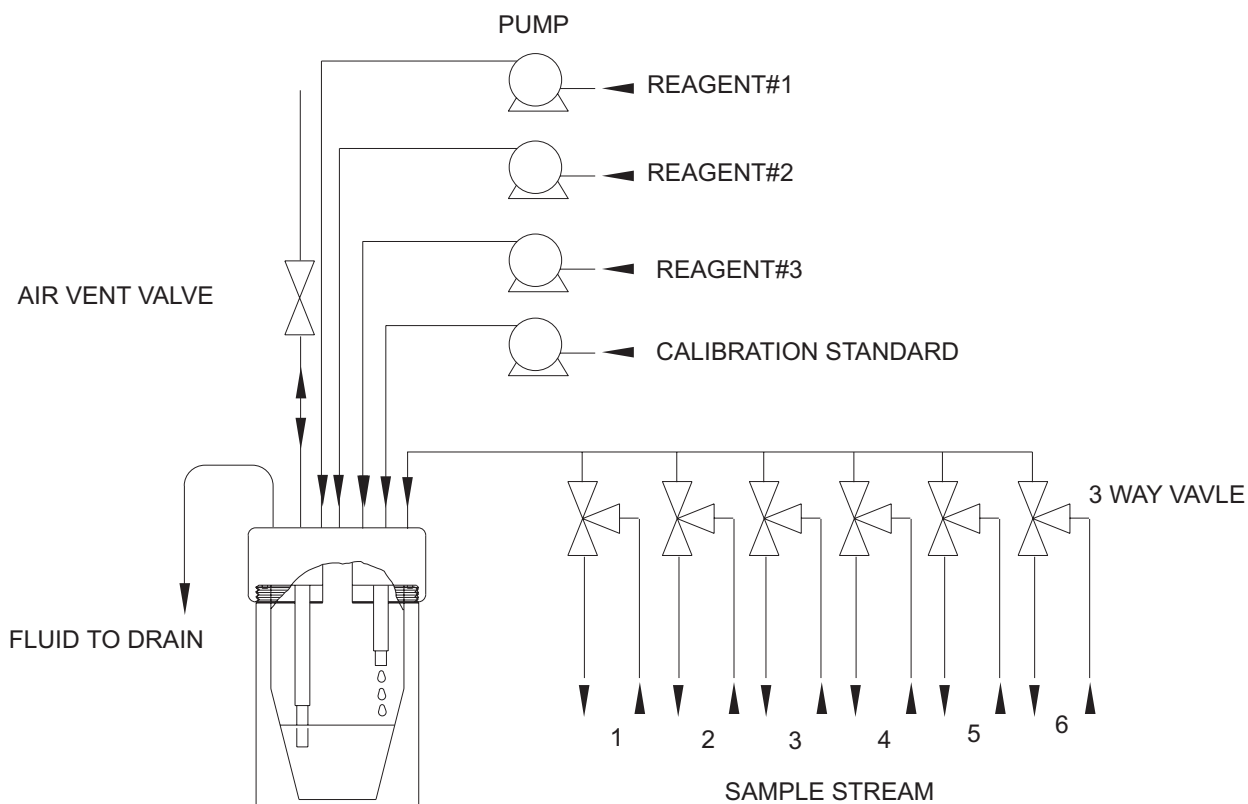 PUMP
REAGENT#1
REAGENT#2
REAGENT#3
AIR VENT VALVE
CALIBRATION STANDARD
3 WAY VAVLE
FLUID TO DRAIN
1 2 3 4 5 6
SAMPLE STREAM